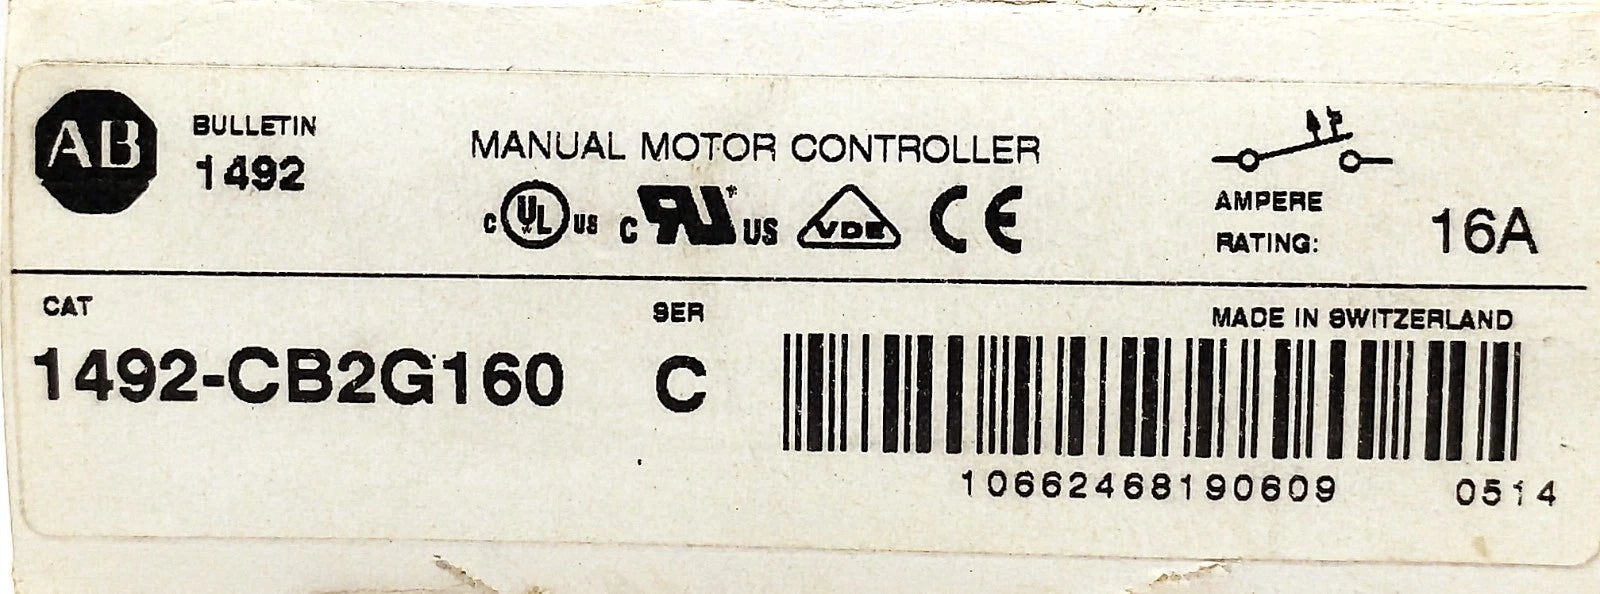 AB
BULLETIN
1492
MANUAL MOTOR CONTROLLER
c UL us c RU us VDE CE
AMPERE
RATING: 16A
CAT
1492-CB2G160
SER
C
MADE IN SWITZERLAND
10662468190609 0514